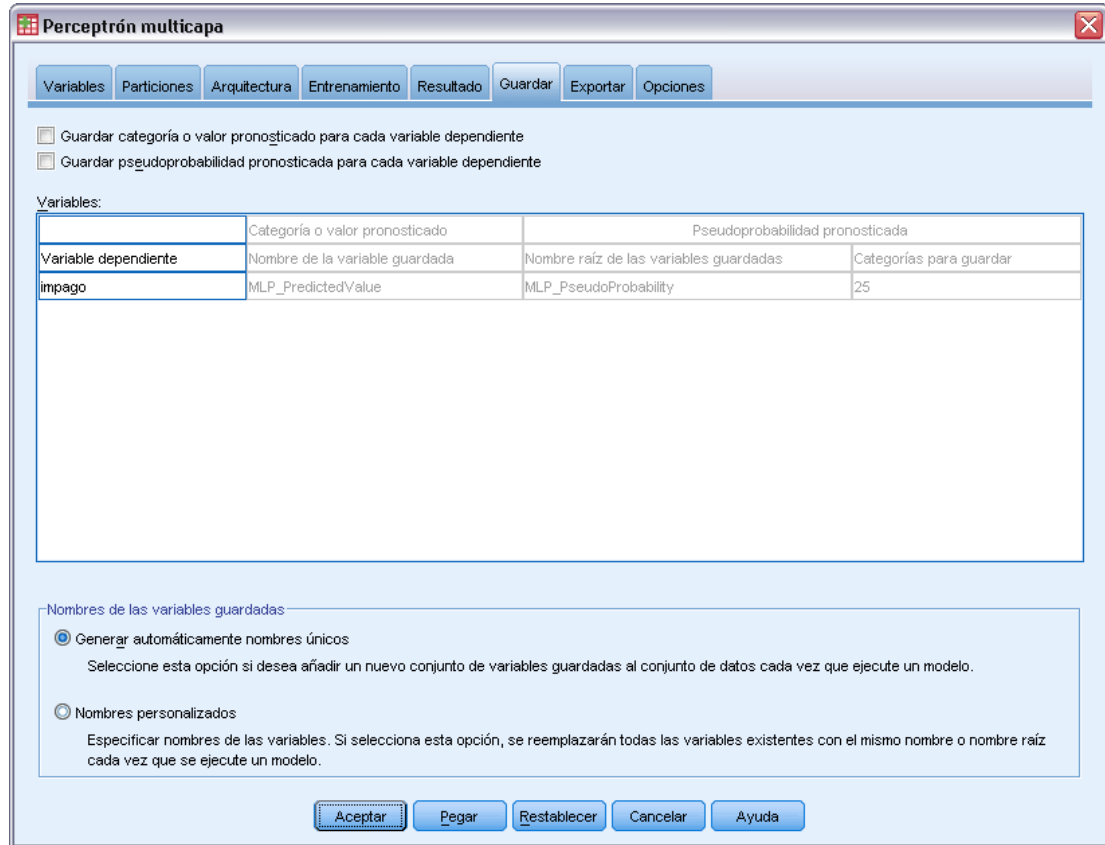 Perceptrón multicapa
Variables Particiones Arquitectura Entrenamiento Resultado Guardar Exportar Opciones
Guardar categoría o valor pronosticado para cada variable dependiente
Guardar pseudoprobabilidad pronosticada para cada variable dependiente
Variables:
Categoría o valor pronosticado Pseudoprobabilidad pronosticada
Variable dependiente Nombre de la variable guardada Nombre raíz de las variables guardadas Categorías para guardar
impago MLP_PredictedValue MLP_PseudoProbability 25
Nombres de las variables guardadas
Generar automáticamente nombres únicos
Seleccione esta opción si desea añadir un nuevo conjunto de variables guardadas al conjunto de datos cada vez que ejecute un modelo.
Nombres personalizados
Especificar nombres de las variables. Si selecciona esta opción, se reemplazarán todas las variables existentes con el mismo nombre o nombre raíz
cada vez que se ejecute un modelo.
Aceptar Pegar Restablecer Cancelar Ayuda